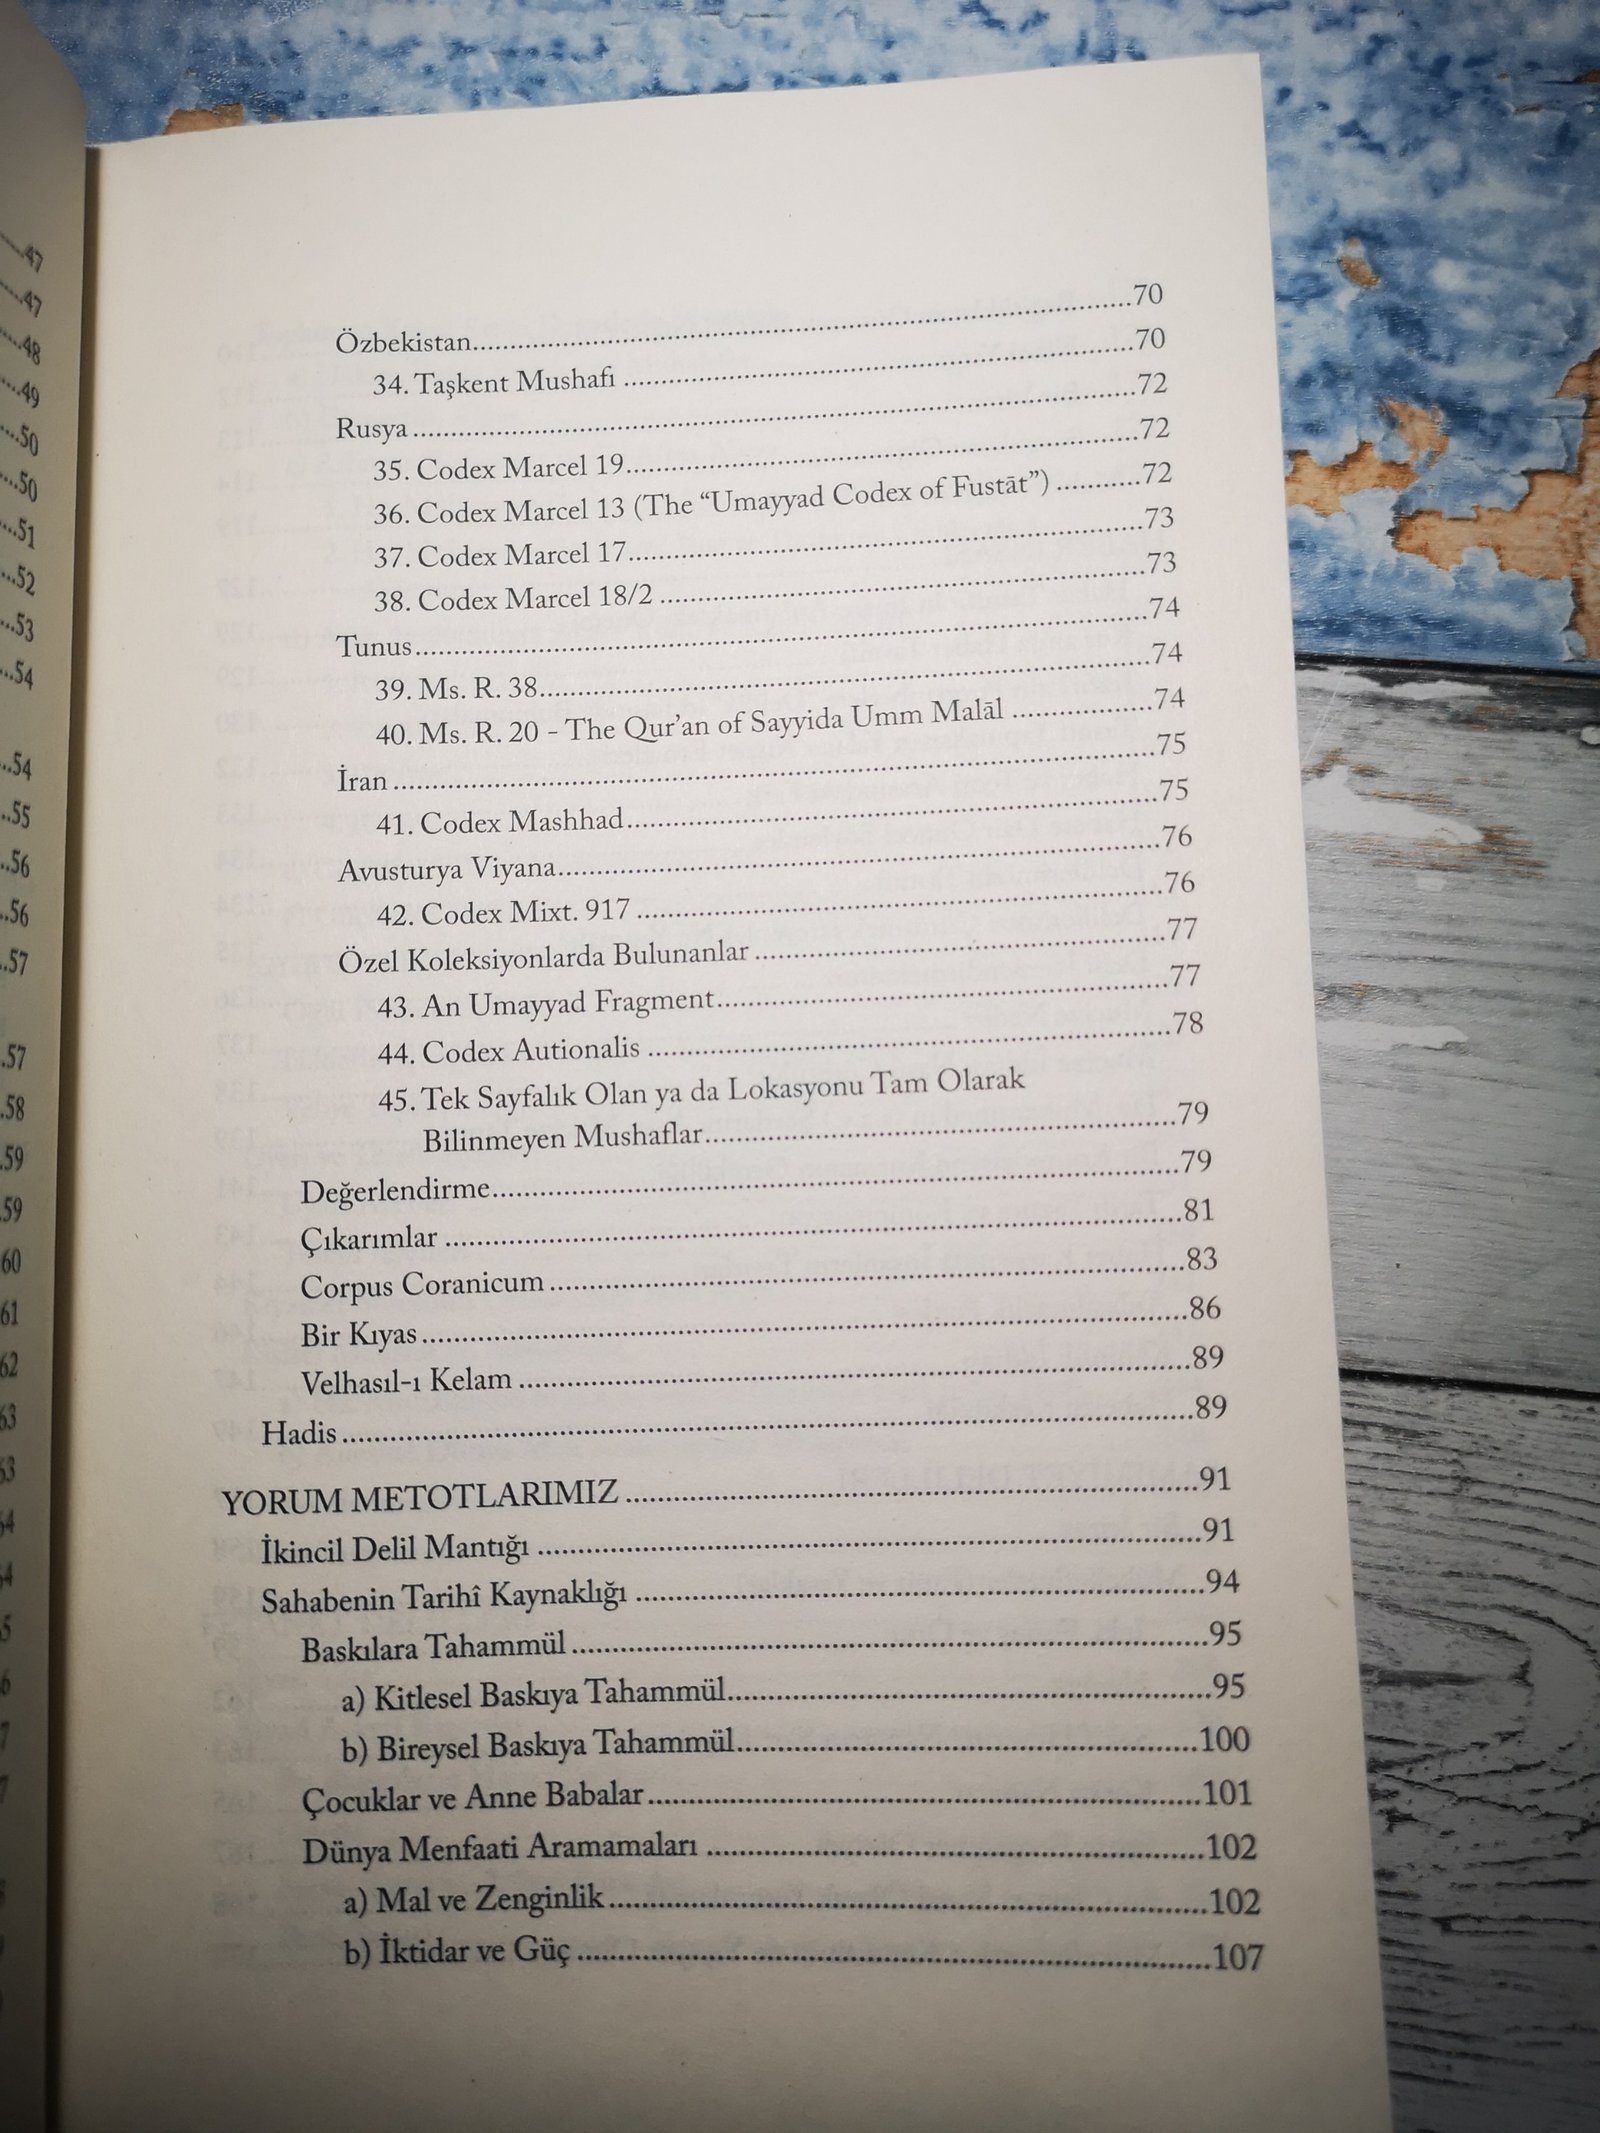 Özbekistan....70
34. Taşkent Mushafı ....70
Rusya ....72
35. Codex Marcel 19....72
36. Codex Marcel 13 (The “Umayyad Codex of Fustāt”) ....72
37. Codex Marcel 17....73
38. Codex Marcel 18/2 ....73
Tunus....74
39. Ms. R. 38....74
40. Ms. R. 20 - The Qur’an of Sayyida Umm Malāl ....74
İran ....75
41. Codex Mashhad....75
Avusturya Viyana....76
42. Codex Mixt. 917 ....76
Özel Koleksiyonlarda Bulunanlar ....77
43. An Umayyad Fragment....77
44. Codex Autionalis ....78
45. Tek Sayfalık Olan ya da Lokasyonu Tam Olarak
Bilinmeyen Mushaflar....79
Değerlendirme....79
Çıkarımlar ....81
Corpus Coranicum ....83
Bir Kıyas....86
Velhasıl-ı Kelam ....89
Hadis....89
YORUM METOTLARIMIZ ....91
İkincil Delil Mantığı ....91
Sahabenin Tarihî Kaynaklığı ....94
Baskılara Tahammül ....95
a) Kitlesel Baskıya Tahammül....95
b) Bireysel Baskıya Tahammül....100
Çocuklar ve Anne Babalar....101
Dünya Menfaati Aramamaları ....102
a) Mal ve Zenginlik....102
b) İktidar ve Güç ....107